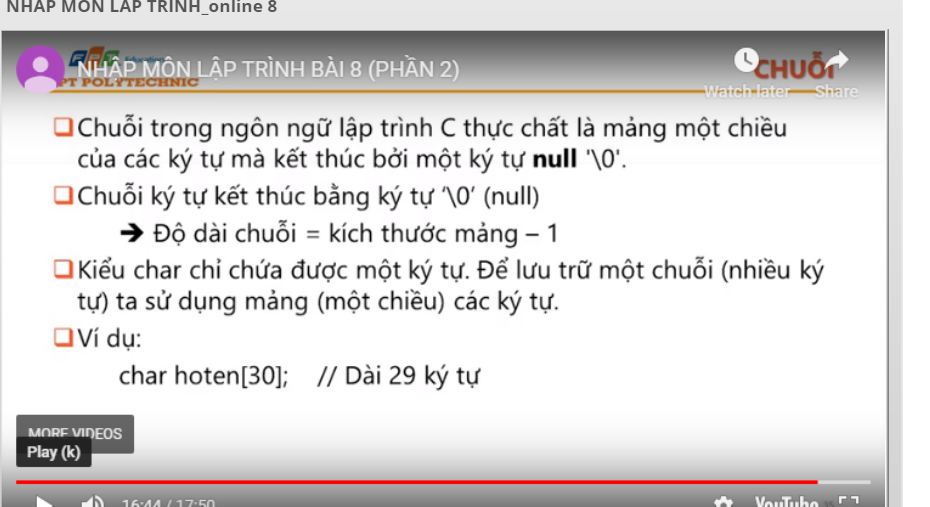 NHẬP MÔN LẬP TRÌNH_online 8
FPT Education
NHẬP MÔN LẬP TRÌNH BÀI 8 (PHẦN 2)
PT POLYTECHNIC
CHUỖI
Watch later Share
Chuỗi trong ngôn ngữ lập trình C thực chất là mảng một chiều
của các ký tự mà kết thúc bởi một ký tự null '\0'.
Chuỗi ký tự kết thúc bằng ký tự '\0' (null)
➔ Độ dài chuỗi = kích thước mảng – 1
Kiểu char chỉ chứa được một ký tự. Để lưu trữ một chuỗi (nhiều ký
tự) ta sử dụng mảng (một chiều) các ký tự.
Ví dụ:
char hoten[30]; // Dài 29 ký tự
MORE VIDEOS
Play (k)
16:44 / 17:50
YouTube